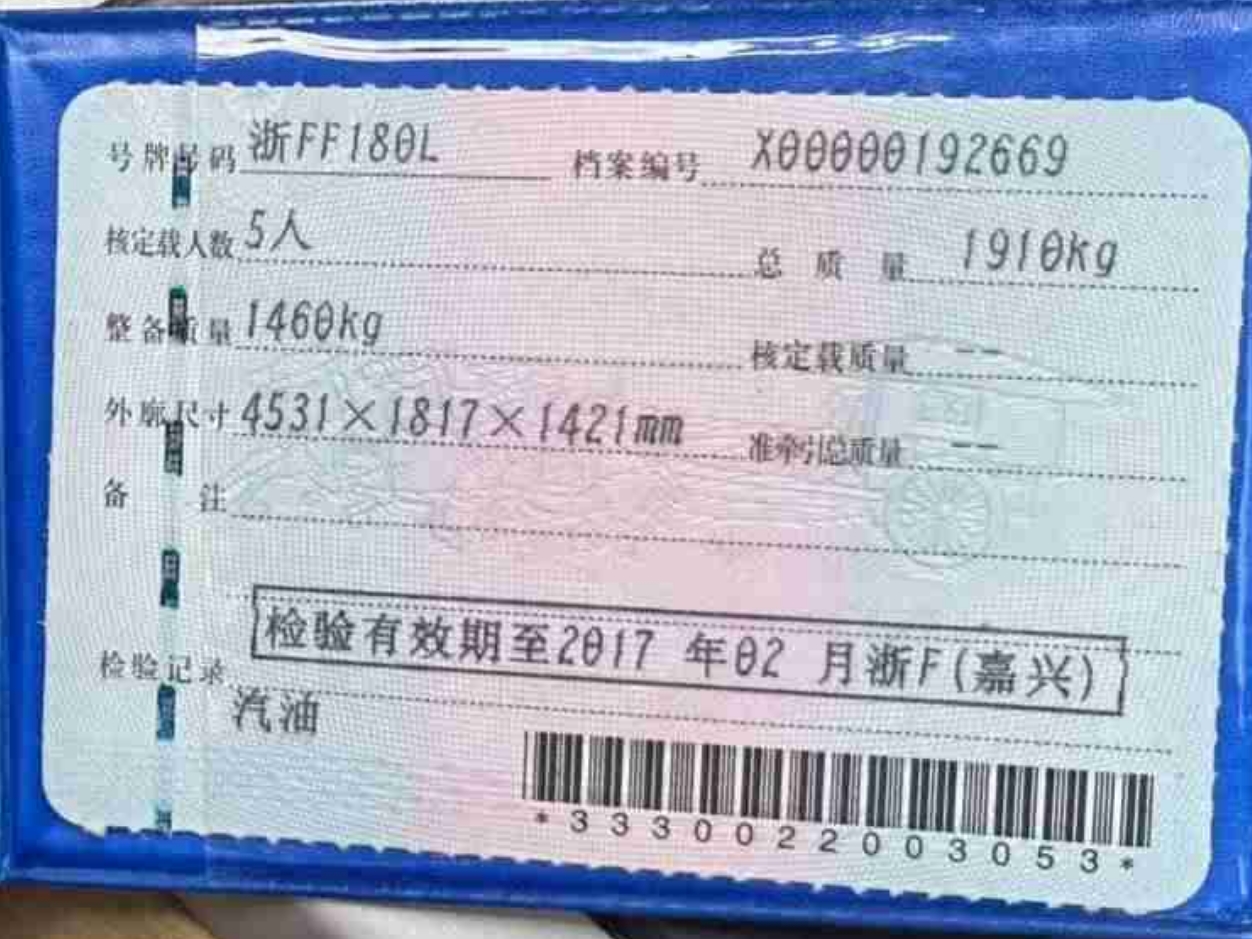 号牌号码 浙FF180L 档案编号 X00000192669
核定载人数 5人 总质量 1910kg
整备质量 1460kg 核定载质量 --
外廓尺寸 4531×1817×1421mm 准牵引总质量 --
备注
检验有效期至2017 年02 月浙F(嘉兴)
检验记录
汽油
*3330022003053*